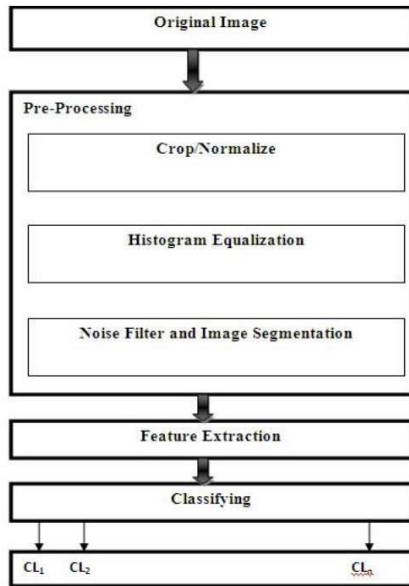 Original Image
Pre-Processing
Crop/Normalize
Histogram Equalization
Noise Filter and Image Segmentation
Feature Extraction
Classifying
CL₁ CL₂ CLₙ